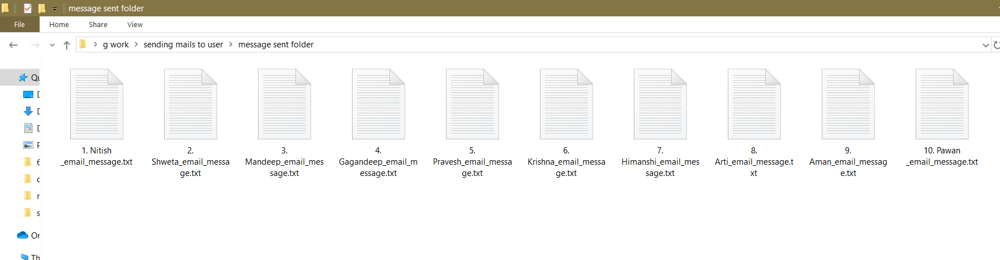 message sent folder
File Home Share View
g work sending mails to user message sent folder
Qu
D
D
D
P
6
c
r
s
On
Th
1. Nitish
_email_message.txt
2.
Shweta_email_messa
ge.txt
3.
Mandeep_email_mes
sage.txt
4.
Gagandeep_email_m
essage.txt
5.
Pravesh_email_messa
ge.txt
6.
Krishna_email_messa
ge.txt
7.
Himanshi_email_mes
sage.txt
8.
Arti_email_message.t
xt
9.
Aman_email_messag
e.txt
10. Pawan
_email_message.txt